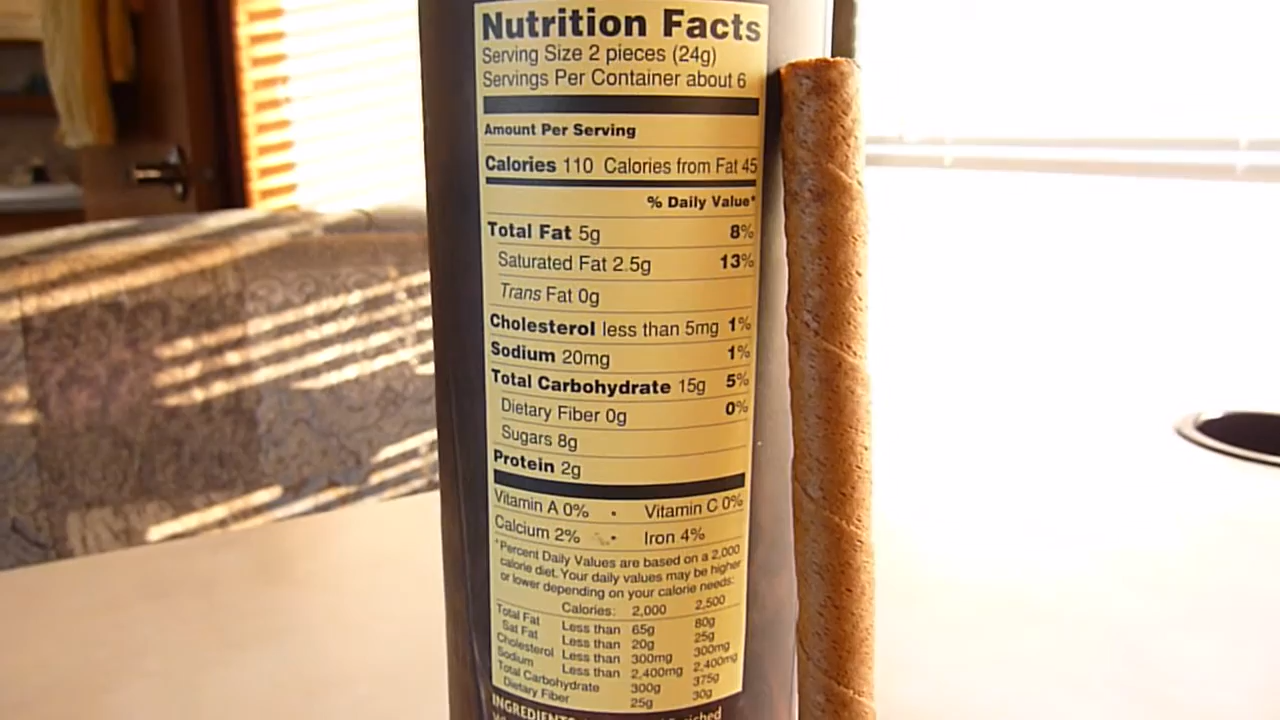 Nutrition Facts
Serving Size 2 pieces (24g)
Servings Per Container about 6
Amount Per Serving
Calories 110 Calories from Fat 45
% Daily Value*
Total Fat 5g 8%
Saturated Fat 2.5g 13%
Trans Fat 0g
Cholesterol less than 5mg 1%
Sodium 20mg 1%
Total Carbohydrate 15g 5%
Dietary Fiber 0g 0%
Sugars 8g
Protein 2g
Vitamin A 0% • Vitamin C 0%
Calcium 2% • Iron 4%
*Percent Daily Values are based on a 2,000
calorie diet. Your daily values may be higher
or lower depending on your calorie needs:
Calories: 2,000 2,500
Total Fat Less than 65g 80g
Sat Fat Less than 20g 25g
Cholesterol Less than 300mg 300mg
Sodium Less than 2,400mg 2,400mg
Total Carbohydrate 300g 375g
Dietary Fiber 25g 30g
INGREDIENTS